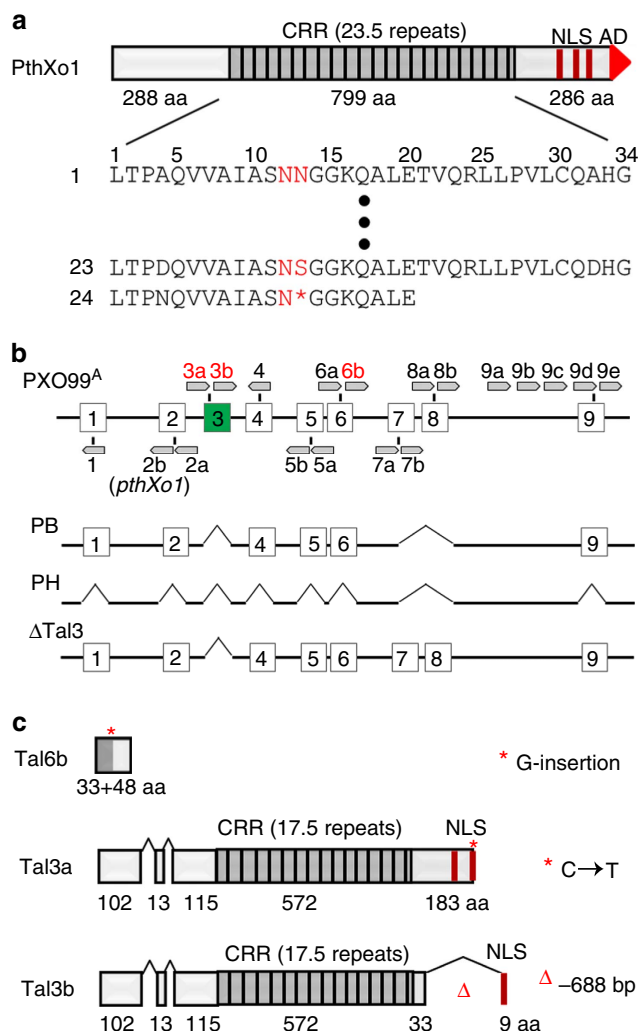 a
CRR (23.5 repeats) NLS AD
PthXo1
288 aa 799 aa 286 aa
1 5 10 15 20 25 30 34
1 LTPAQVVAIASNNGGKQALETVQRLLPVLCQAHG
23 LTPDQVVAIASNSGGKQALETVQRLLPVLCQDHG
24 LTPNQVVAIASN*GGKQALE
b
3a 3b 4 6a 6b 8a 8b 9a 9b 9c 9d 9e
PXO99A
1 2 3 4 5 6 7 8 9
1 2b 2a 5b 5a 7a 7b
(pthXo1)
PB
1 2 4 5 6 9
PH
ΔTal3
1 2 4 5 6 7 8 9
c
*
Tal6b * G-insertion
33+48 aa
CRR (17.5 repeats) NLS
*
Tal3a * C→T
102 13 115 572 183 aa
CRR (17.5 repeats) NLS
Tal3b Δ Δ −688 bp
102 13 115 572 33 9 aa